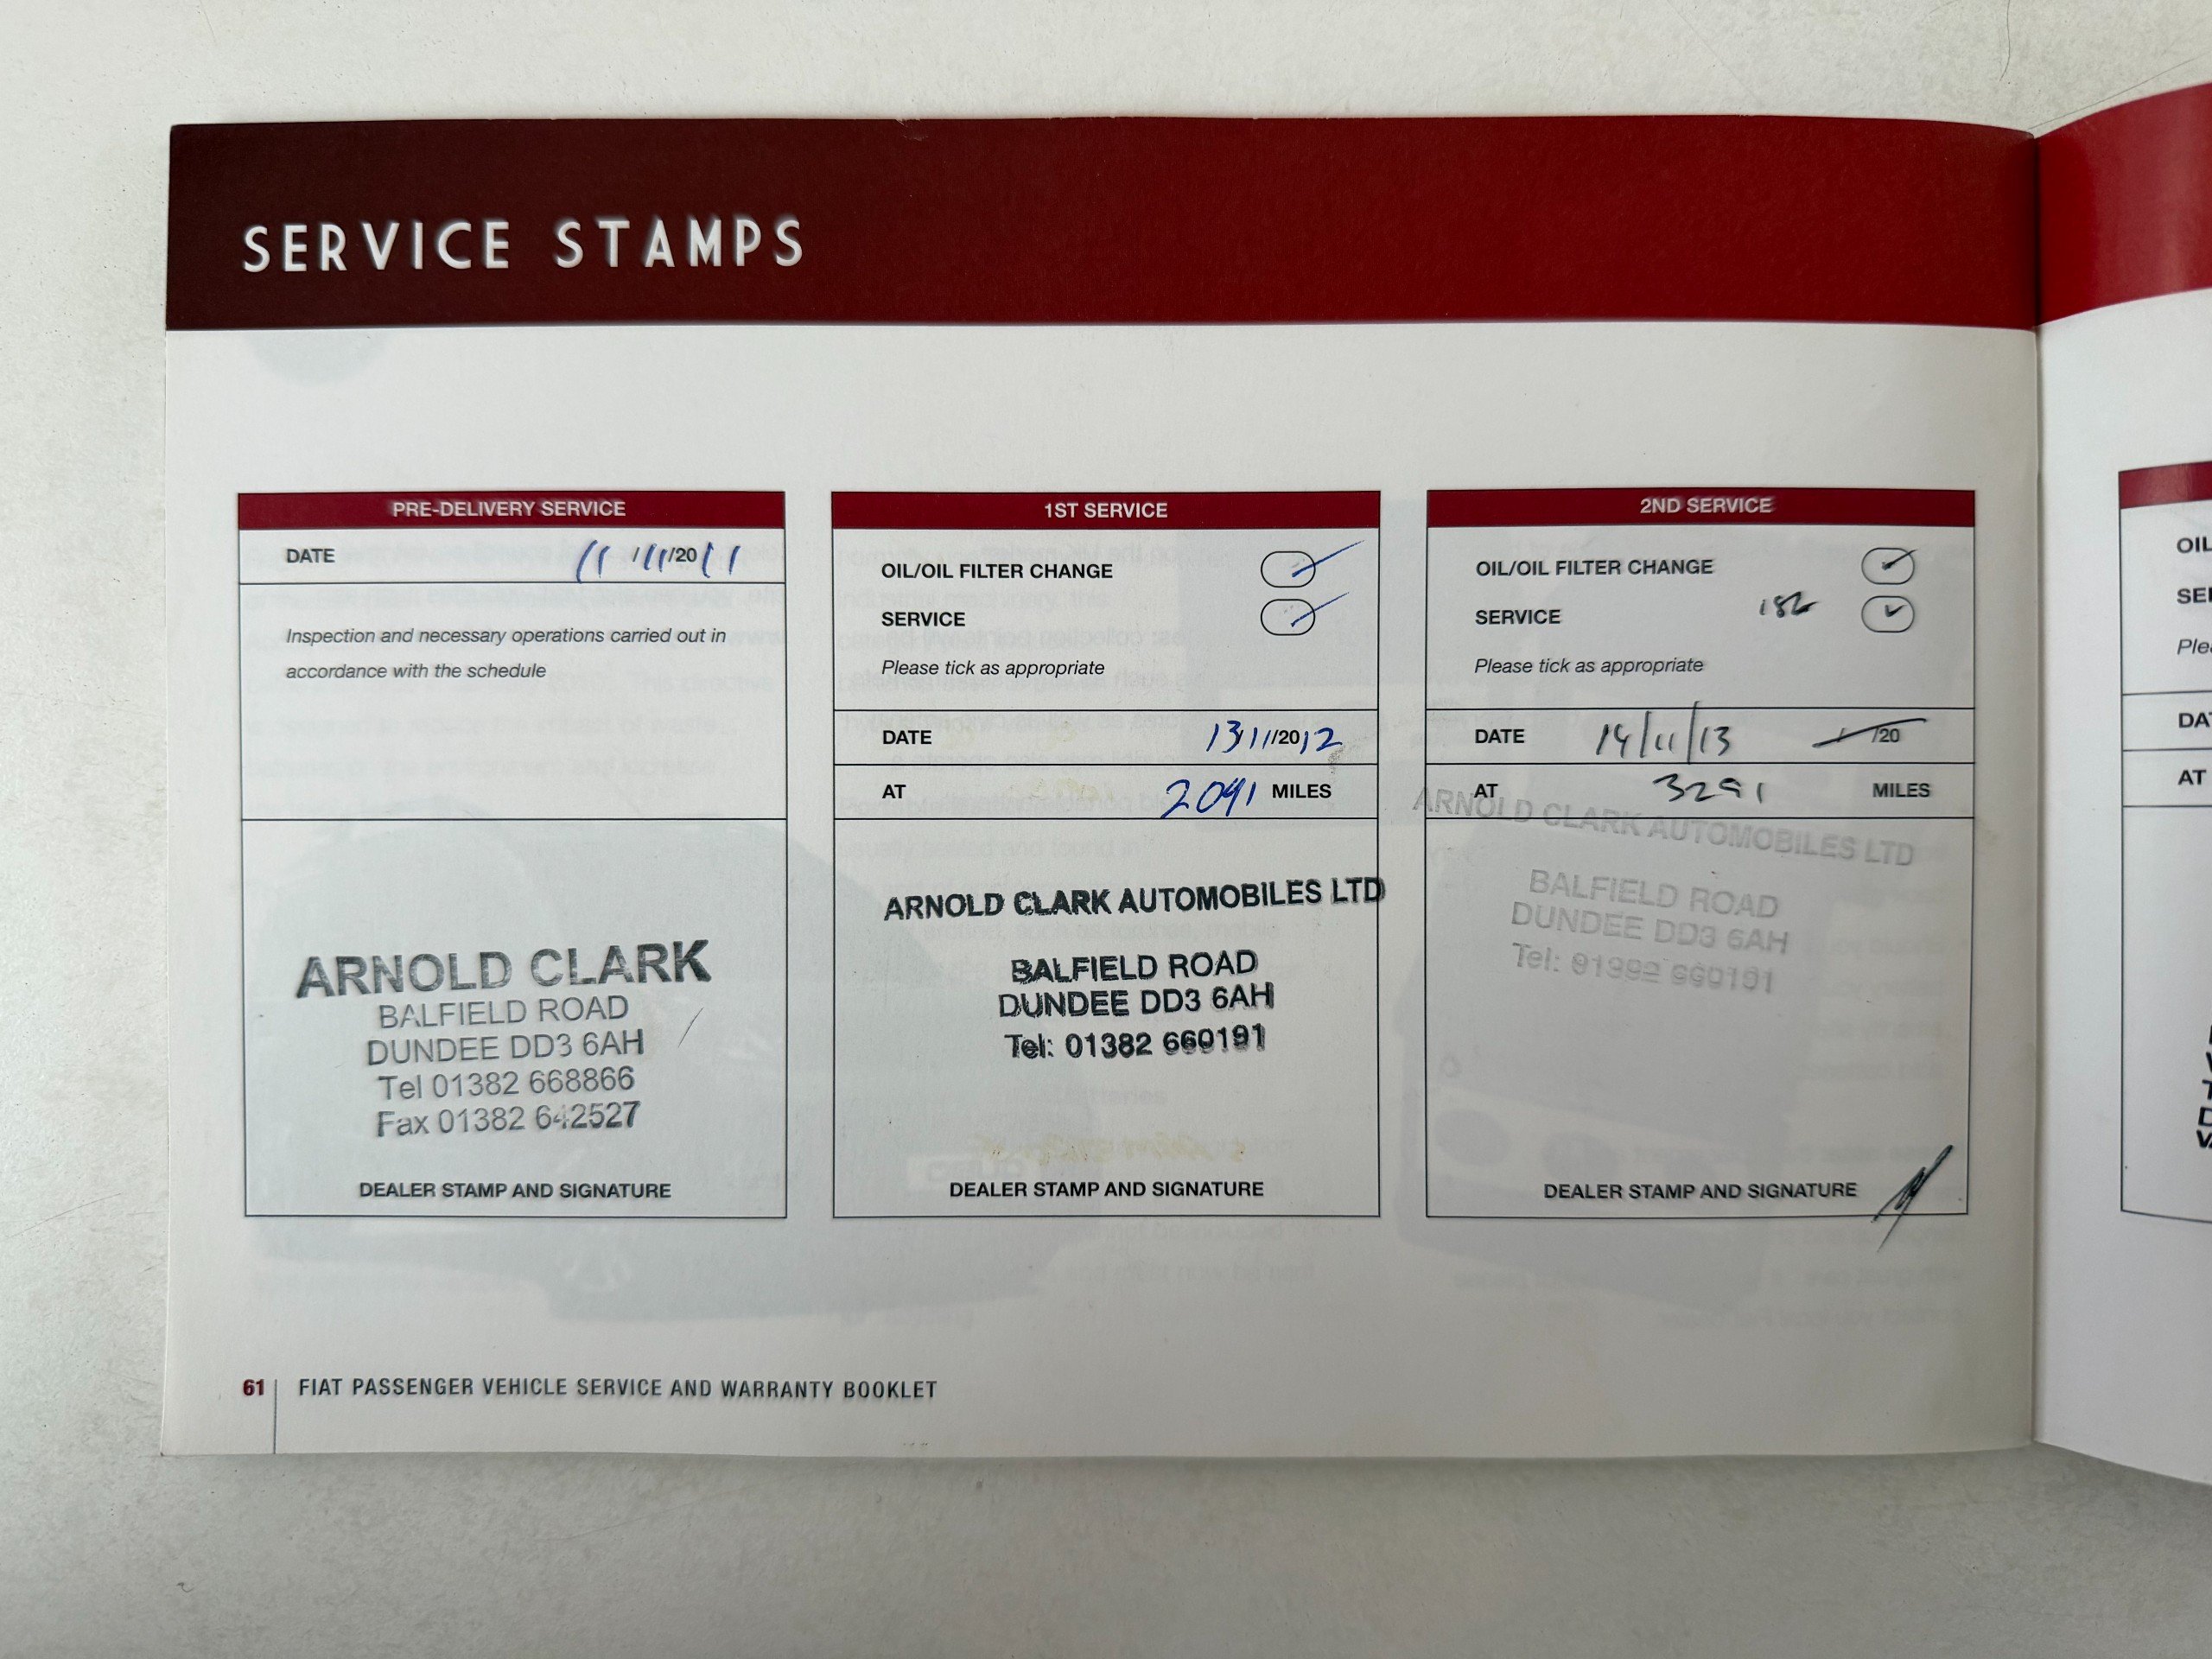 SERVICE STAMPS
PRE-DELIVERY SERVICE
DATE 11/11/2011
Inspection and necessary operations carried out in
accordance with the schedule
ARNOLD CLARK
BALFIELD ROAD
DUNDEE DD3 6AH
Tel 01382 668866
Fax 01382 642527
DEALER STAMP AND SIGNATURE
1ST SERVICE
OIL/OIL FILTER CHANGE
SERVICE
Please tick as appropriate
DATE 13/11/2012
AT 2091 MILES
ARNOLD CLARK AUTOMOBILES LTD
BALFIELD ROAD
DUNDEE DD3 6AH
Tel: 01382 660191
DEALER STAMP AND SIGNATURE
2ND SERVICE
OIL/OIL FILTER CHANGE
SERVICE
Please tick as appropriate
DATE 14/11/13 / /20
AT 3291 MILES
ARNOLD CLARK AUTOMOBILES LTD
BALFIELD ROAD
DUNDEE DD3 6AH
Tel: 01382 660191
DEALER STAMP AND SIGNATURE
61 FIAT PASSENGER VEHICLE SERVICE AND WARRANTY BOOKLET
OIL
AT